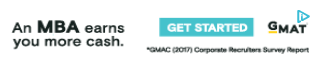 An MBA earns
you more cash.
GET STARTED
GMAT
*GMAC (2017) Corporate Recruiters Survey Report